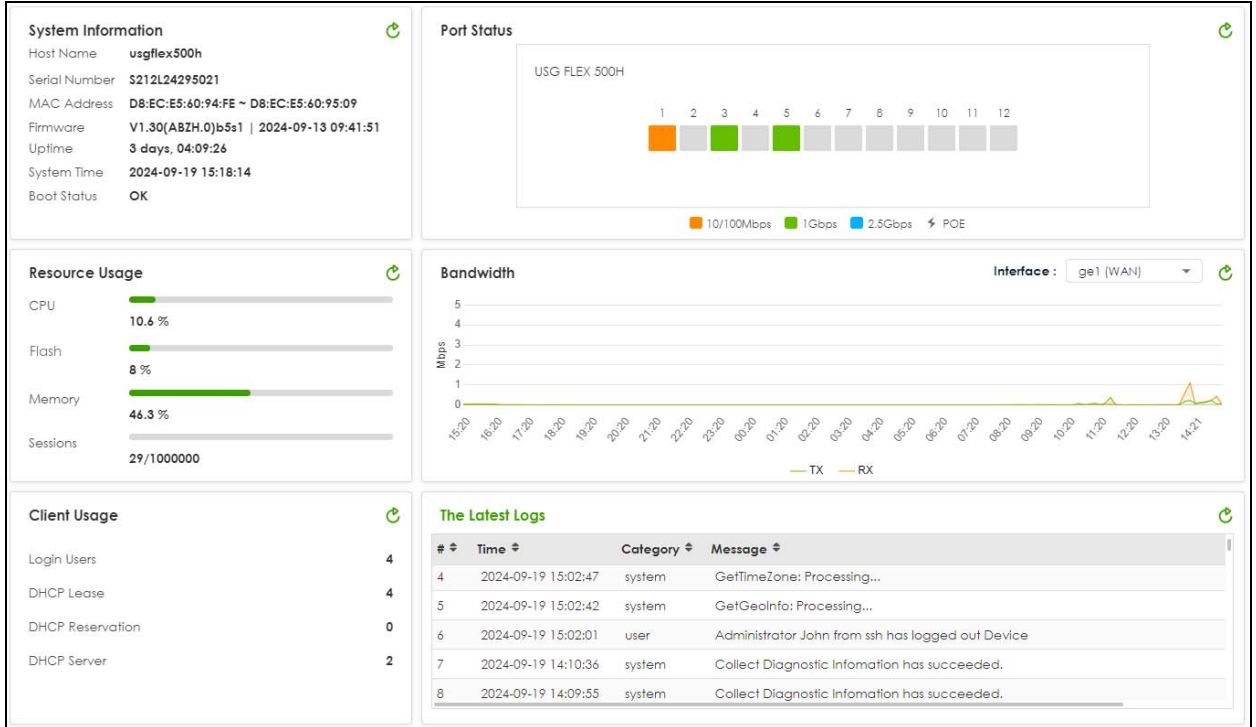 System Information
Host Name usgflex500h
Serial Number S212L24295021
MAC Address D8:EC:E5:60:94:FE ~ D8:EC:E5:60:95:09
Firmware V1.30(ABZH.0)b5s1 | 2024-09-13 09:41:51
Uptime 3 days, 04:09:26
System Time 2024-09-19 15:18:14
Boot Status OK
Port Status
USG FLEX 500H
1 2 3 4 5 6 7 8 9 10 11 12
10/100Mbps 1Gbps 2.5Gbps POE
Resource Usage
CPU
10.6 %
Flash
8 %
Memory
46.3 %
Sessions
29/1000000
Bandwidth Interface : ge1 (WAN)
Mbps
5
4
3
2
1
0
15:20 16:20 17:20 18:20 19:20 20:20 21:20 22:20 23:20 00:20 01:20 02:20 03:20 04:20 05:20 06:20 07:20 08:20 09:20 10:20 11:20 12:20 13:20 14:21
TX RX
Client Usage
Login Users 4
DHCP Lease 4
DHCP Reservation 0
DHCP Server 2
The Latest Logs
# Time Category Message
4 2024-09-19 15:02:47 system GetTimeZone: Processing...
5 2024-09-19 15:02:42 system GetGeoInfo: Processing...
6 2024-09-19 15:02:01 user Administrator John from ssh has logged out Device
7 2024-09-19 14:10:36 system Collect Diagnostic Infomation has succeeded.
8 2024-09-19 14:09:55 system Collect Diagnostic Infomation has succeeded.